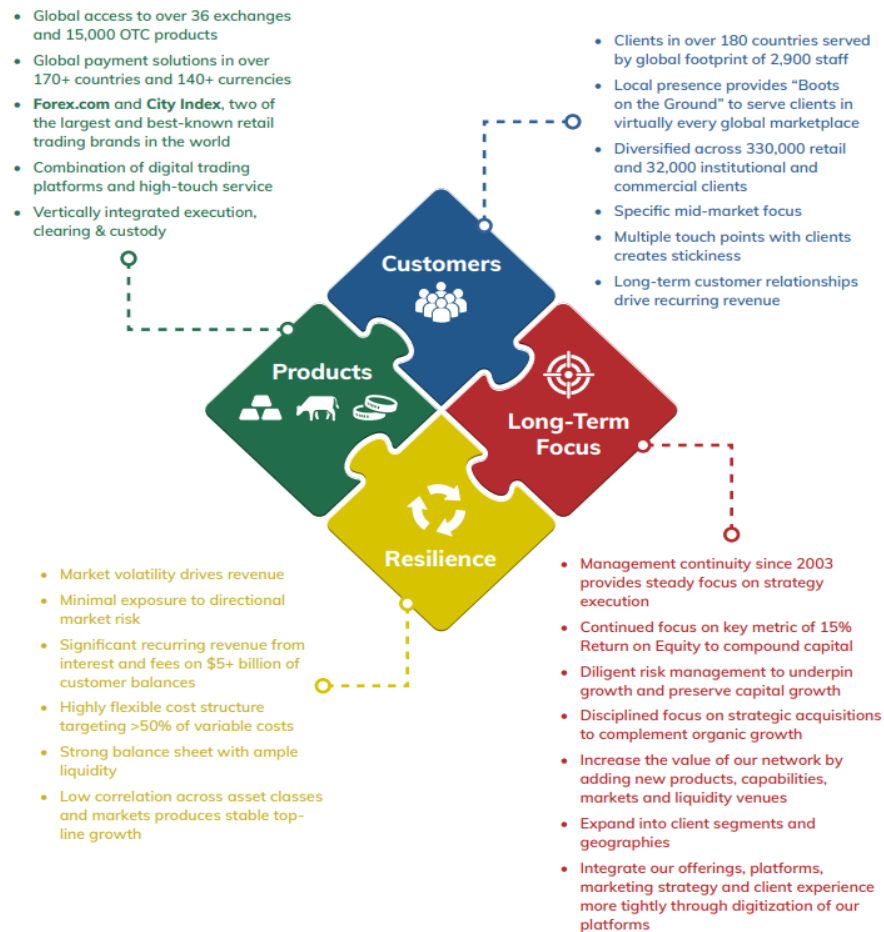 • Global access to over 36 exchanges
and 15,000 OTC products
• Global payment solutions in over
170+ countries and 140+ currencies
• Forex.com and City Index, two of
the largest and best-known retail
trading brands in the world
• Combination of digital trading
platforms and high-touch service
• Vertically integrated execution,
clearing & custody
• Clients in over 180 countries served
by global footprint of 2,900 staff
• Local presence provides “Boots
on the Ground” to serve clients in
virtually every global marketplace
• Diversified across 330,000 retail
and 32,000 institutional and
commercial clients
• Specific mid-market focus
• Multiple touch points with clients
creates stickiness
• Long-term customer relationships
drive recurring revenue
Customers
Products
Long-Term
Focus
Resilience
• Market volatility drives revenue
• Minimal exposure to directional
market risk
• Significant recurring revenue from
interest and fees on $5+ billion of
customer balances
• Highly flexible cost structure
targeting >50% of variable costs
• Strong balance sheet with ample
liquidity
• Low correlation across asset classes
and markets produces stable top-
line growth
• Management continuity since 2003
provides steady focus on strategy
execution
• Continued focus on key metric of 15%
Return on Equity to compound capital
• Diligent risk management to underpin
growth and preserve capital growth
• Disciplined focus on strategic acquisitions
to complement organic growth
• Increase the value of our network by
adding new products, capabilities,
markets and liquidity venues
• Expand into client segments and
geographies
• Integrate our offerings, platforms,
marketing strategy and client experience
more tightly through digitization of our
platforms